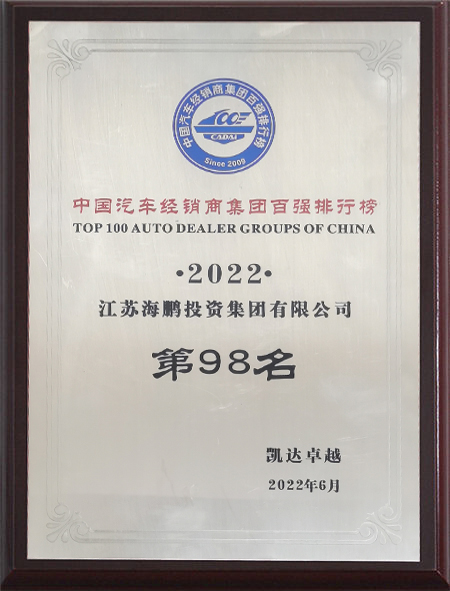 中国汽车经销商集团百强排行榜
CADAI
Since 2009
中国汽车经销商集团百强排行榜
TOP 100 AUTO DEALER GROUPS OF CHINA
·2022·
江苏海鹏投资集团有限公司
第98名
凯达卓越
2022年6月